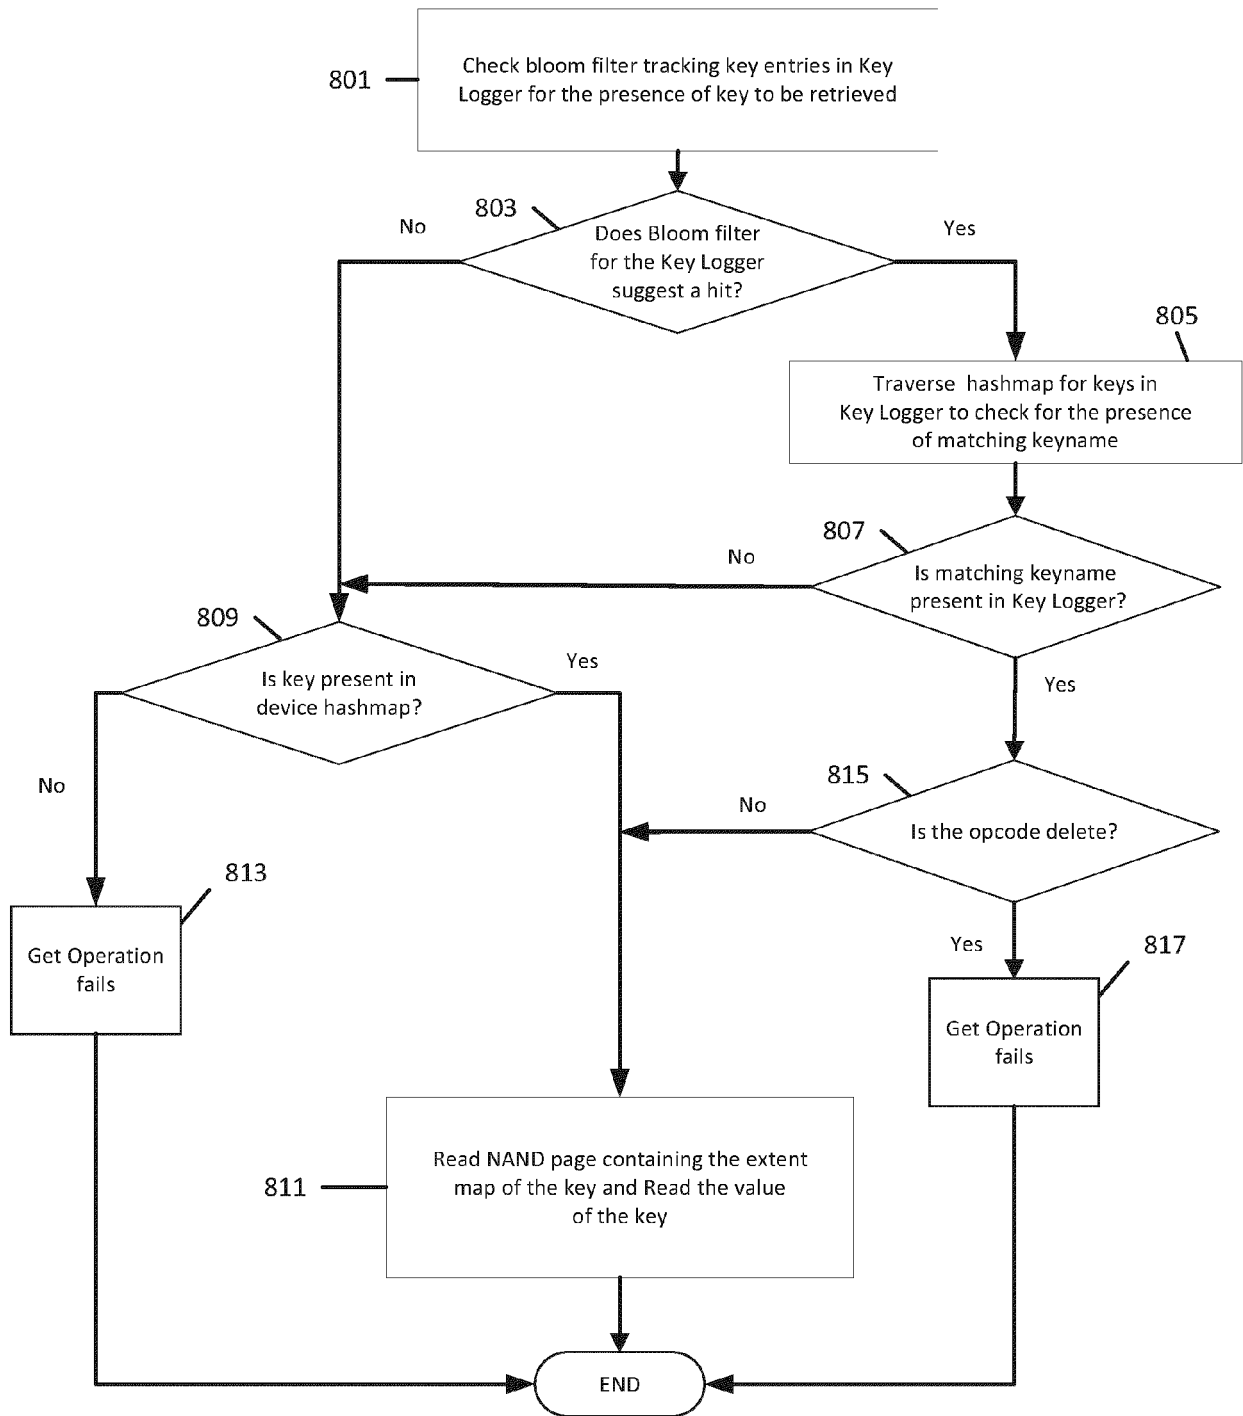 801
Check bloom filter tracking key entries in Key
Logger for the presence of key to be retrieved
803
No
Yes
Does Bloom filter
for the Key Logger
suggest a hit?
805
Traverse hashmap for keys in
Key Logger to check for the presence
of matching keyname
807
No
Is matching keyname
present in Key Logger?
809
Yes
Is key present in
device hashmap?
Yes
No
815
No
Is the opcode delete?
813
Get Operation
fails
Yes
817
Get Operation
fails
811
Read NAND page containing the extent
map of the key and Read the value
of the key
END